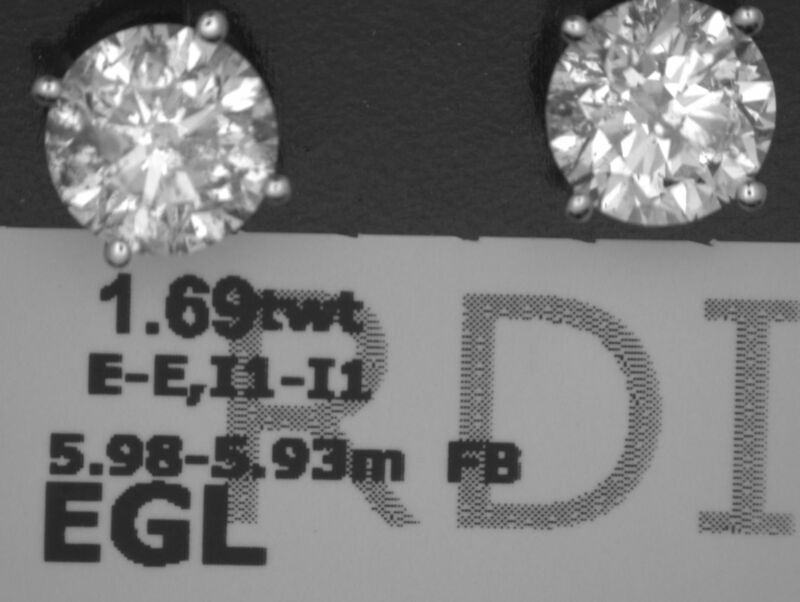 1.69twt
E-E,I1-I1
5.98-5.93m FB
EGL
RDI